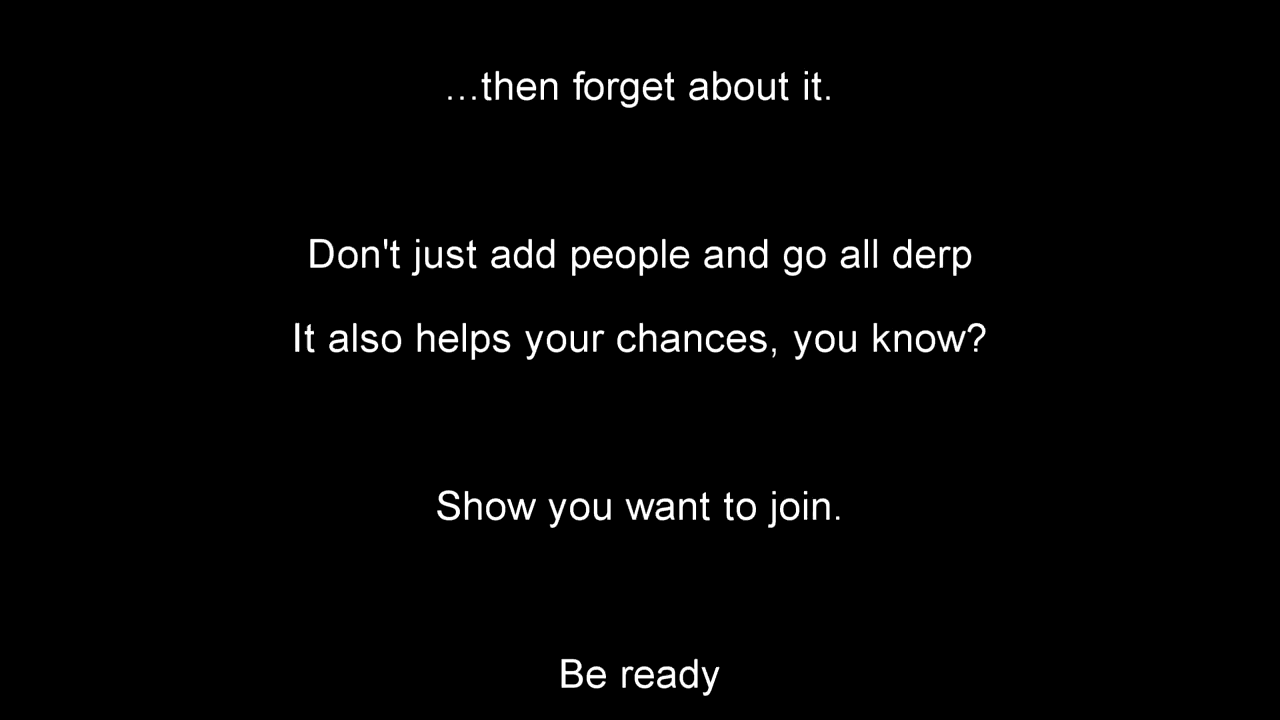 …then forget about it.
Don't just add people and go all derp
It also helps your chances, you know?
Show you want to join.
Be ready